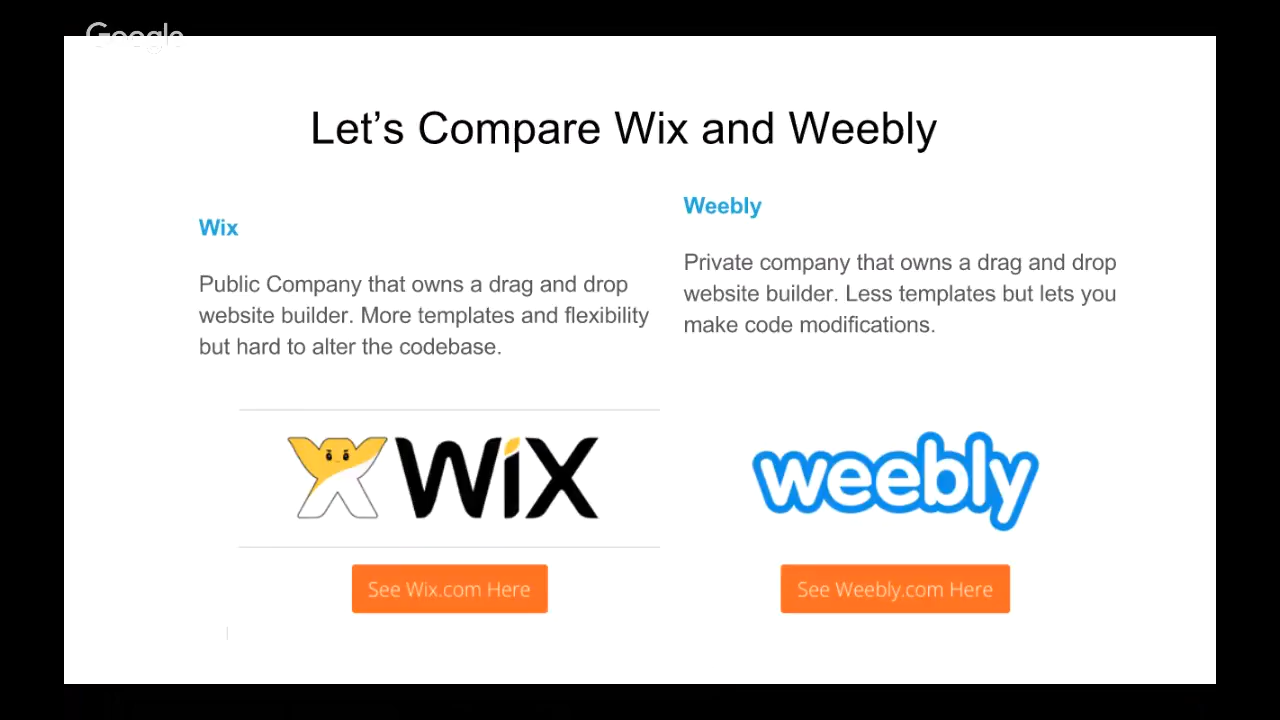 Google
Let's Compare Wix and Weebly
Wix
Public Company that owns a drag and drop
website builder. More templates and flexibility
but hard to alter the codebase.
WiX
See Wix.com Here
Weebly
Private company that owns a drag and drop
website builder. Less templates but lets you
make code modifications.
weebly
See Weebly.com Here